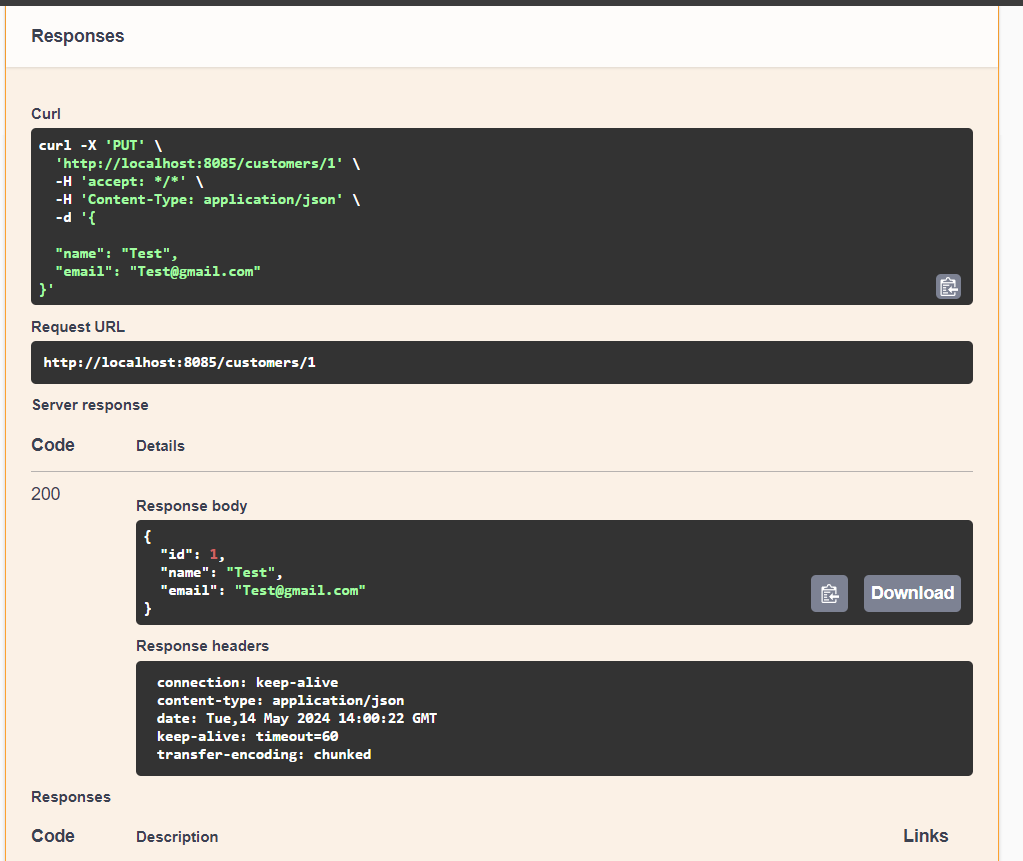 Responses
Curl
curl -X 'PUT' \
  'http://localhost:8085/customers/1' \
  -H 'accept: */*' \
  -H 'Content-Type: application/json' \
  -d '{
  "name": "Test",
  "email": "Test@gmail.com"
}'
Request URL
http://localhost:8085/customers/1
Server response
Code Details
200
Response body
{
  "id": 1,
  "name": "Test",
  "email": "Test@gmail.com"
}
Download
Response headers
connection: keep-alive
content-type: application/json
date: Tue,14 May 2024 14:00:22 GMT
keep-alive: timeout=60
transfer-encoding: chunked
Responses
Code Description Links